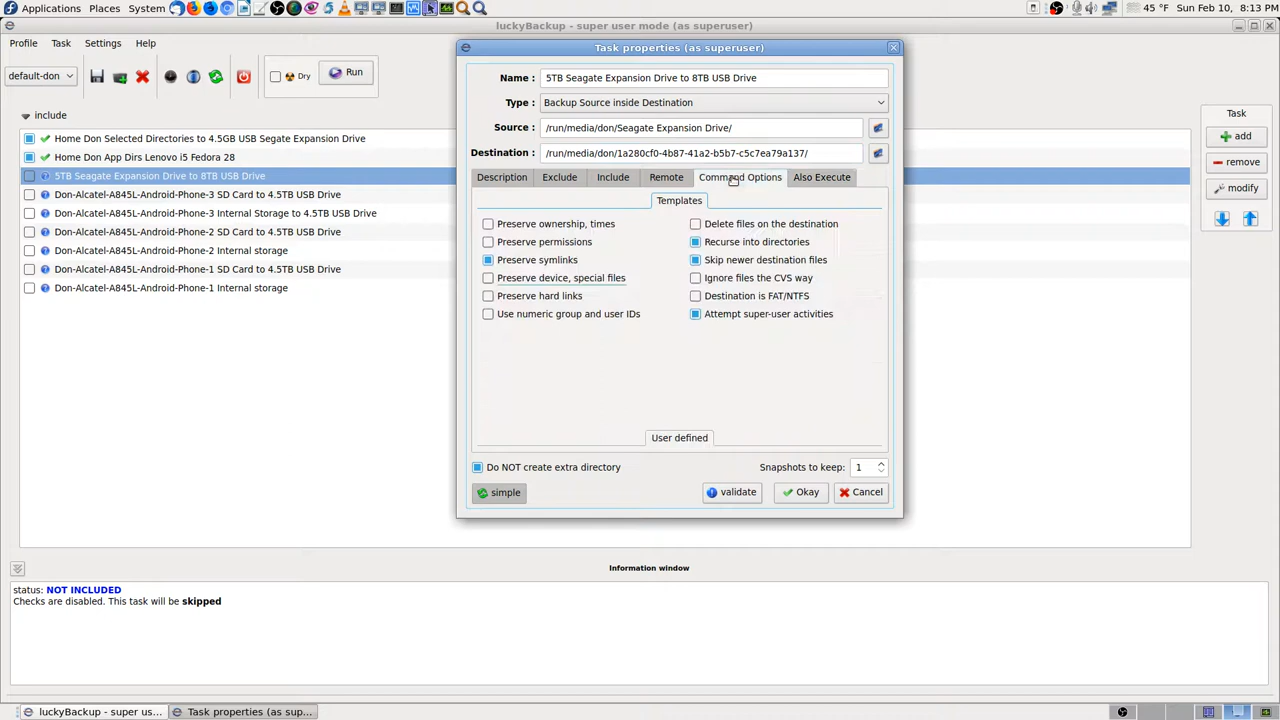 Applications Places System 45 °F Sun Feb 10, 8:13 PM
luckyBackup - super user mode (as superuser)
Profile Task Settings Help
default-don
Dry
Run
include
Home Don Selected Directories to 4.5GB USB Segate Expansion Drive
Home Don App Dirs Lenovo i5 Fedora 28
5TB Seagate Expansion Drive to 8TB USB Drive
Don-Alcatel-A845L-Android-Phone-3 SD Card to 4.5TB USB Drive
Don-Alcatel-A845L-Android-Phone-3 Internal Storage to 4.5TB USB Drive
Don-Alcatel-A845L-Android-Phone-2 SD Card to 4.5TB USB Drive
Don-Alcatel-A845L-Android-Phone-2 Internal storage
Don-Alcatel-A845L-Android-Phone-1 SD Card to 4.5TB USB Drive
Don-Alcatel-A845L-Android-Phone-1 Internal storage
Task properties (as superuser)
Name : 5TB Seagate Expansion Drive to 8TB USB Drive
Type : Backup Source inside Destination
Source : /run/media/don/Seagate Expansion Drive/
Destination : /run/media/don/1a280cf0-4b87-41a2-b5b7-c5c7ea79a137/
Description Exclude Include Remote Command Options Also Execute
Templates
Preserve ownership, times Delete files on the destination
Preserve permissions Recurse into directories
Preserve symlinks Skip newer destination files
Preserve device, special files Ignore files the CVS way
Preserve hard links Destination is FAT/NTFS
Use numeric group and user IDs Attempt super-user activities
User defined
Do NOT create extra directory Snapshots to keep: 1
simple validate Okay Cancel
Task
add
remove
modify
Information window
status: NOT INCLUDED
Checks are disabled. This task will be skipped
luckyBackup - super us... Task properties (as sup...